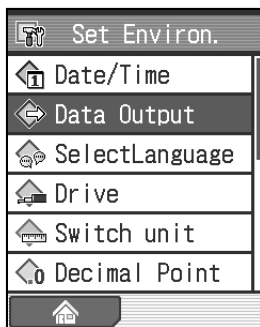 Set Environ.
Date/Time
Data Output
SelectLanguage
Drive
Switch unit
Decimal Point